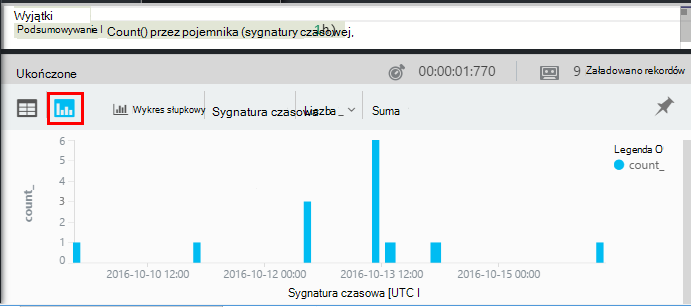 Wyjątki
Podsumowywanie | Count() przez pojemnika (sygnatury czasowej, 1h)
Ukończone 00:00:01:770 9 Załadowano rekordów
Wykres słupkowy Sygnatura czasowa Liczba_ Suma
6
5
4
3
2
1
0
count_
Legenda O
count_
2016-10-10 12:00 2016-10-12 00:00 2016-10-13 12:00 2016-10-15 00:00
Sygnatura czasowa [UTC I